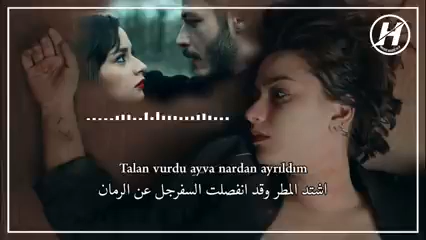 Talan vurdu ayva nardan ayrıldım
اشتد المطر وقد انفصلت السفرجل عن الرمان